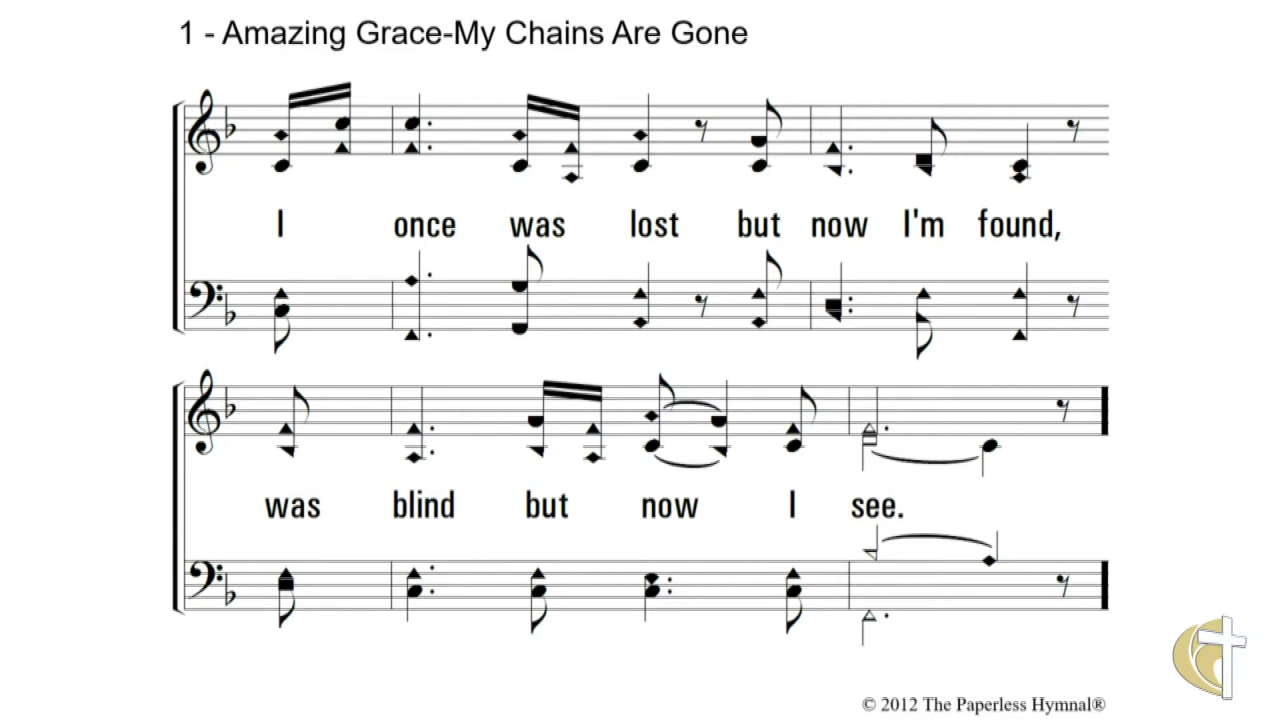 1 - Amazing Grace-My Chains Are Gone
I once was lost but now I'm found,
was blind but now I see.
© 2012 The Paperless Hymnal®